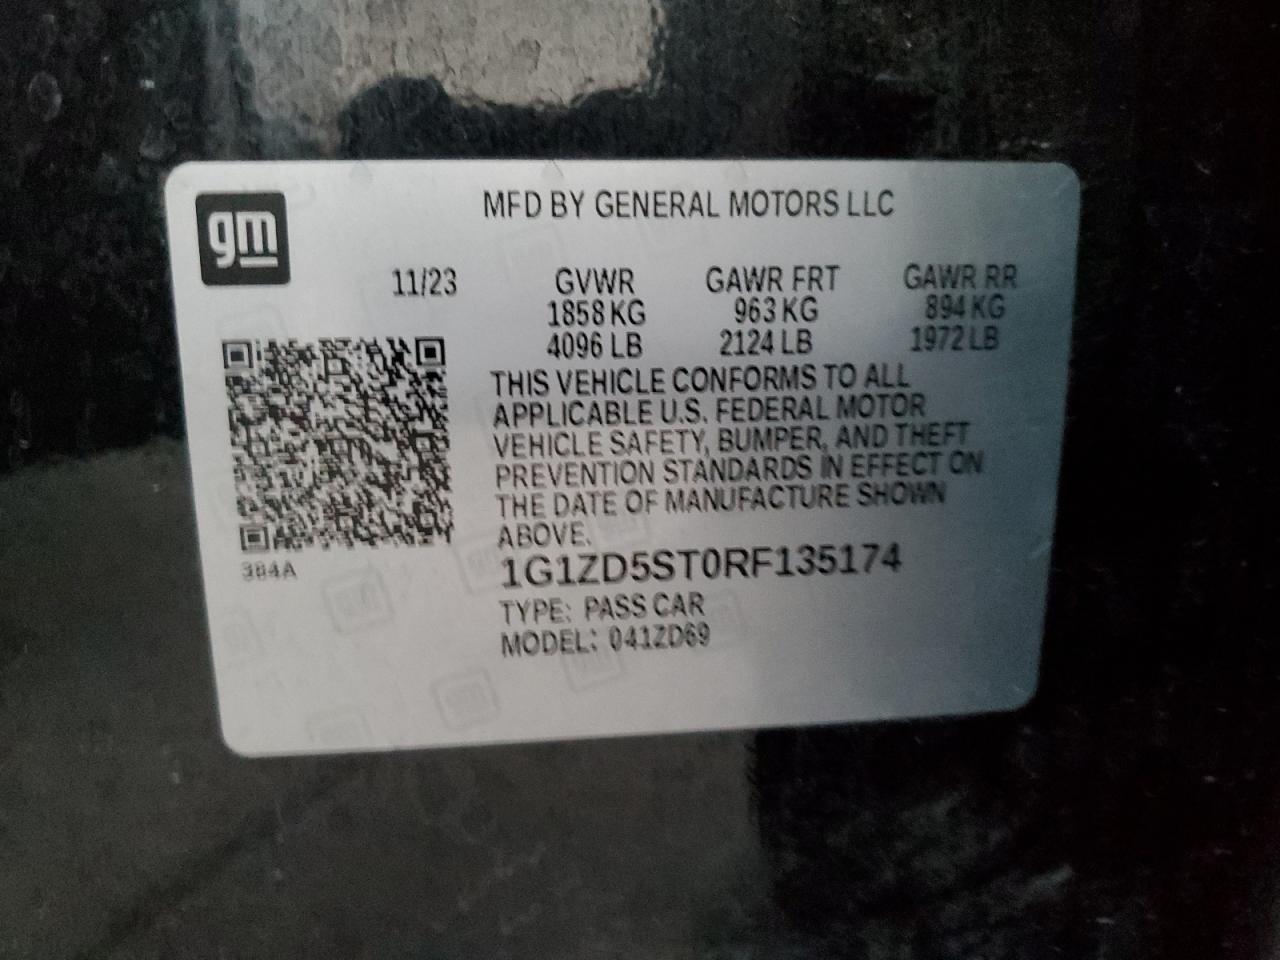 gm
MFD BY GENERAL MOTORS LLC
11/23 GVWR GAWR FRT GAWR RR
1858 KG 963 KG 894 KG
4096 LB 2124 LB 1972 LB
THIS VEHICLE CONFORMS TO ALL
APPLICABLE U.S. FEDERAL MOTOR
VEHICLE SAFETY, BUMPER, AND THEFT
PREVENTION STANDARDS IN EFFECT ON
THE DATE OF MANUFACTURE SHOWN
ABOVE.
384A
1G1ZD5ST0RF135174
TYPE: PASS CAR
MODEL: 041ZD69